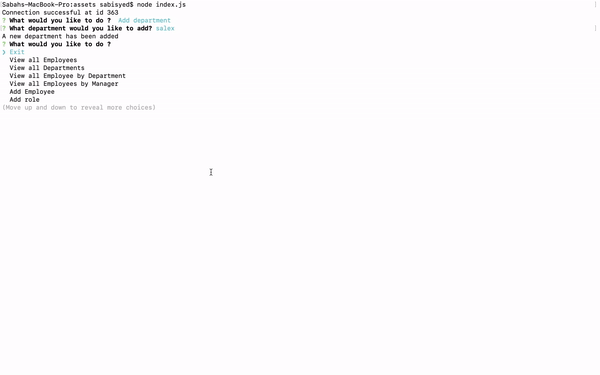 Sabahs-MacBook-Pro:assets sabisyed$ node index.js
Connection successful at id 363
? What would you like to do ? Add department
? What department would you like to add? salex
A new department has been added
? What would you like to do ?
❯ Exit
View all Employees
View all Departments
View all Employee by Department
View all Employees by Manager
Add Employee
Add role
(Move up and down to reveal more choices)